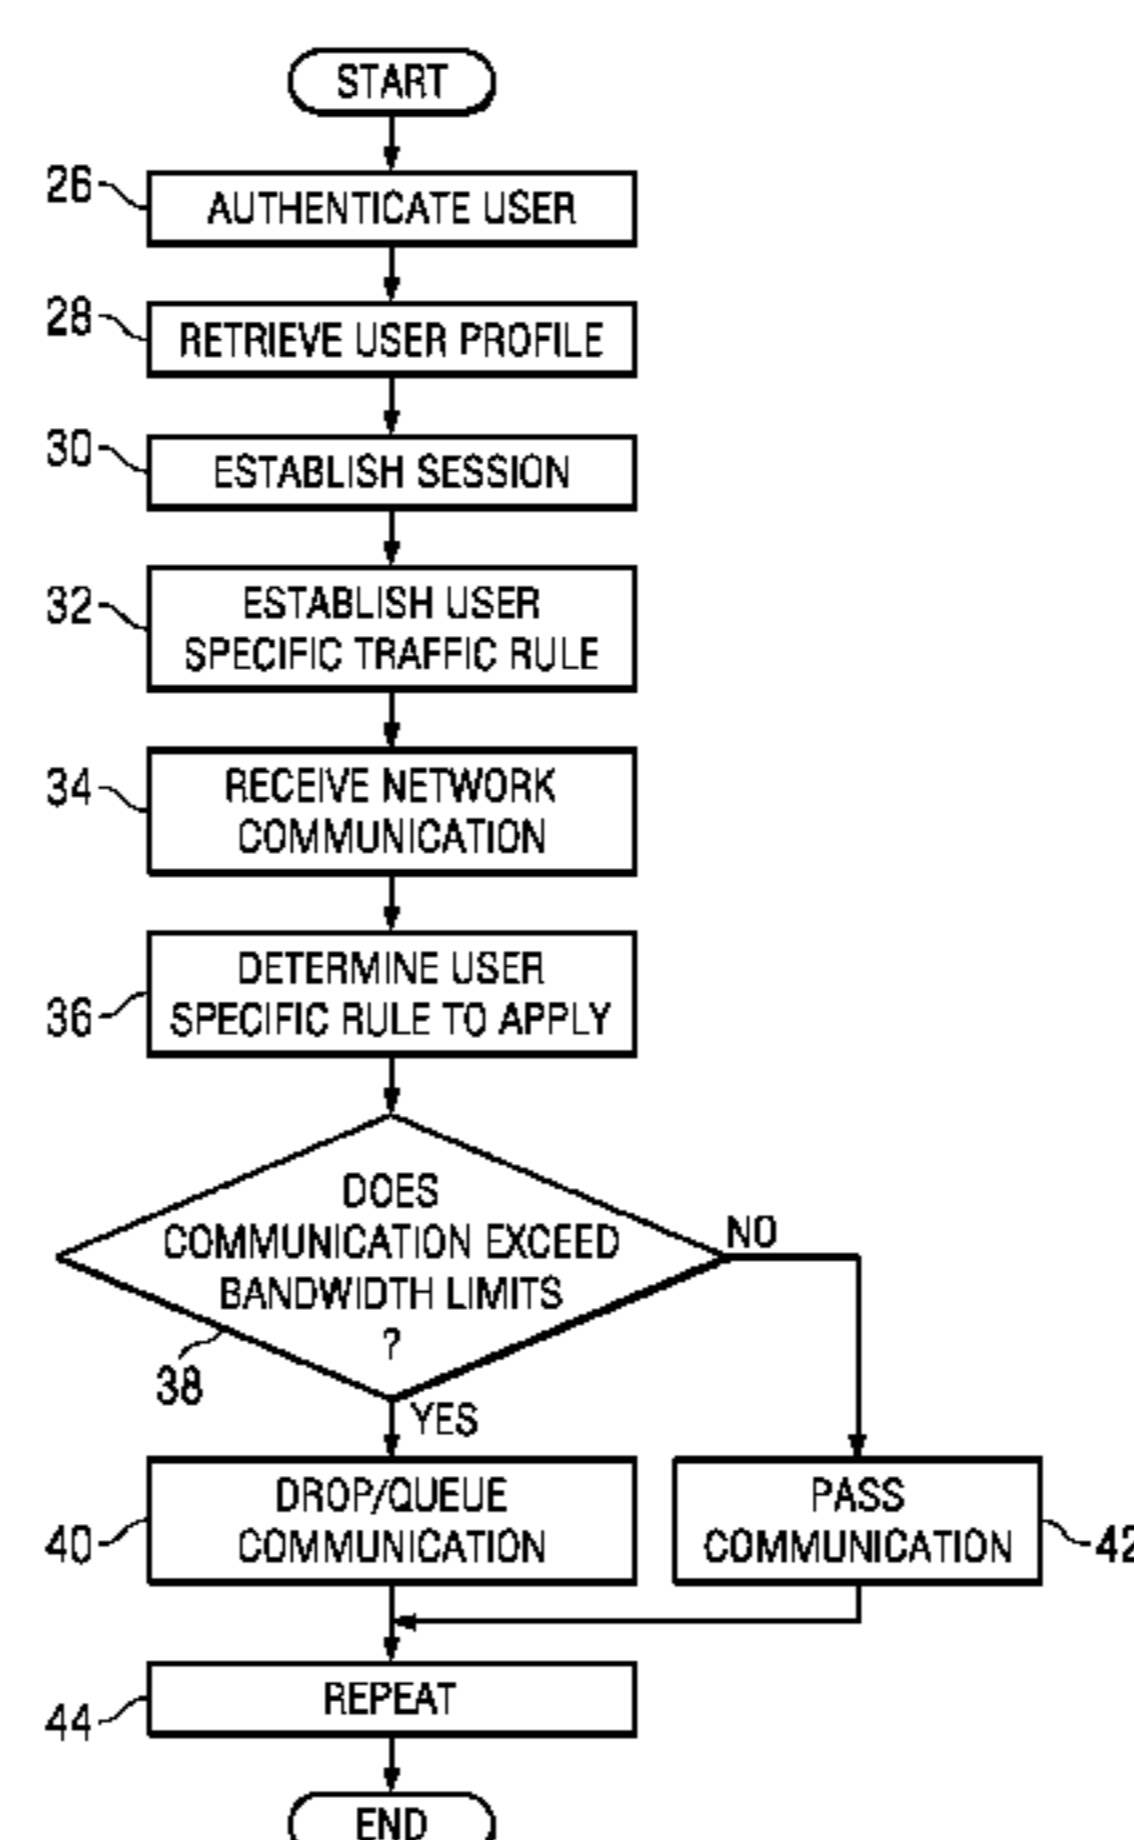 START
26
AUTHENTICATE USER
28
RETRIEVE USER PROFILE
30
ESTABLISH SESSION
32
ESTABLISH USER
SPECIFIC TRAFFIC RULE
34
RECEIVE NETWORK
COMMUNICATION
36
DETERMINE USER
SPECIFIC RULE TO APPLY
DOES
COMMUNICATION EXCEED
BANDWIDTH LIMITS
?
38
NO
YES
40
DROP/QUEUE
COMMUNICATION
PASS
COMMUNICATION
42
44
REPEAT
END